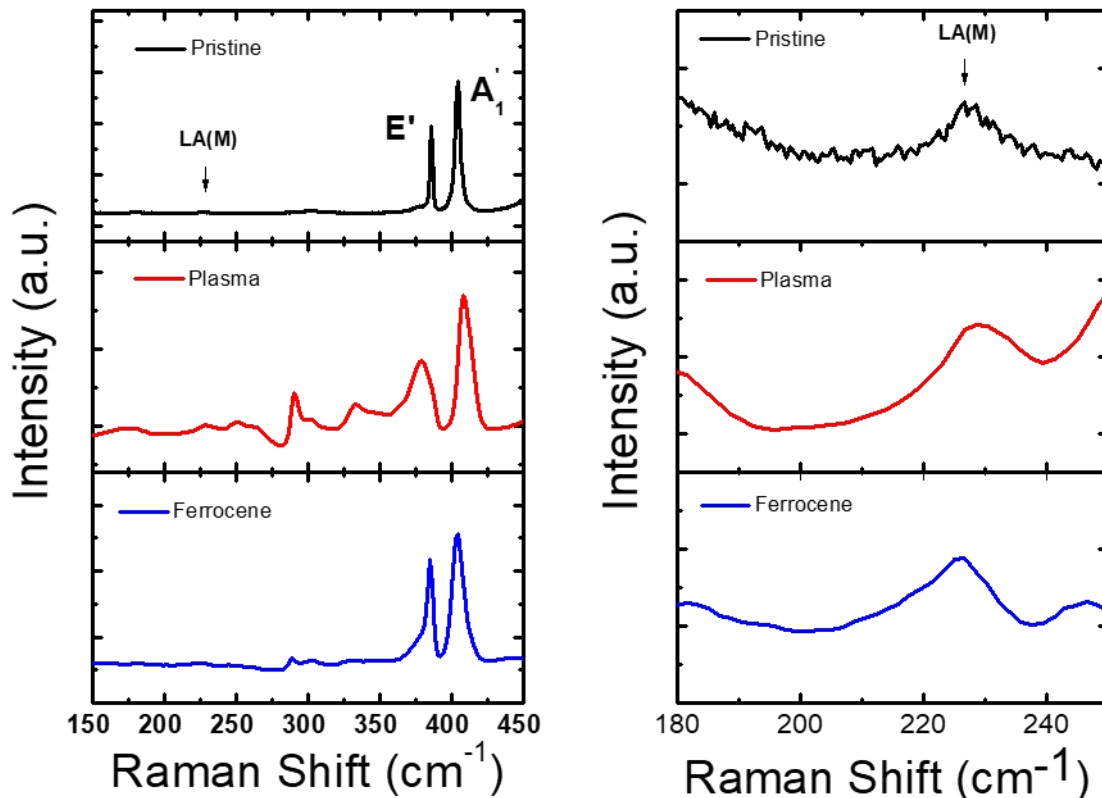 Pristine
LA(M)
E'
A'1
Plasma
Ferrocene
150 200 250 300 350 400 450
Raman Shift (cm-1)
Intensity (a.u.)
Pristine
LA(M)
Plasma
Ferrocene
180 200 220 240
Raman Shift (cm-1)
Intensity (a.u.)